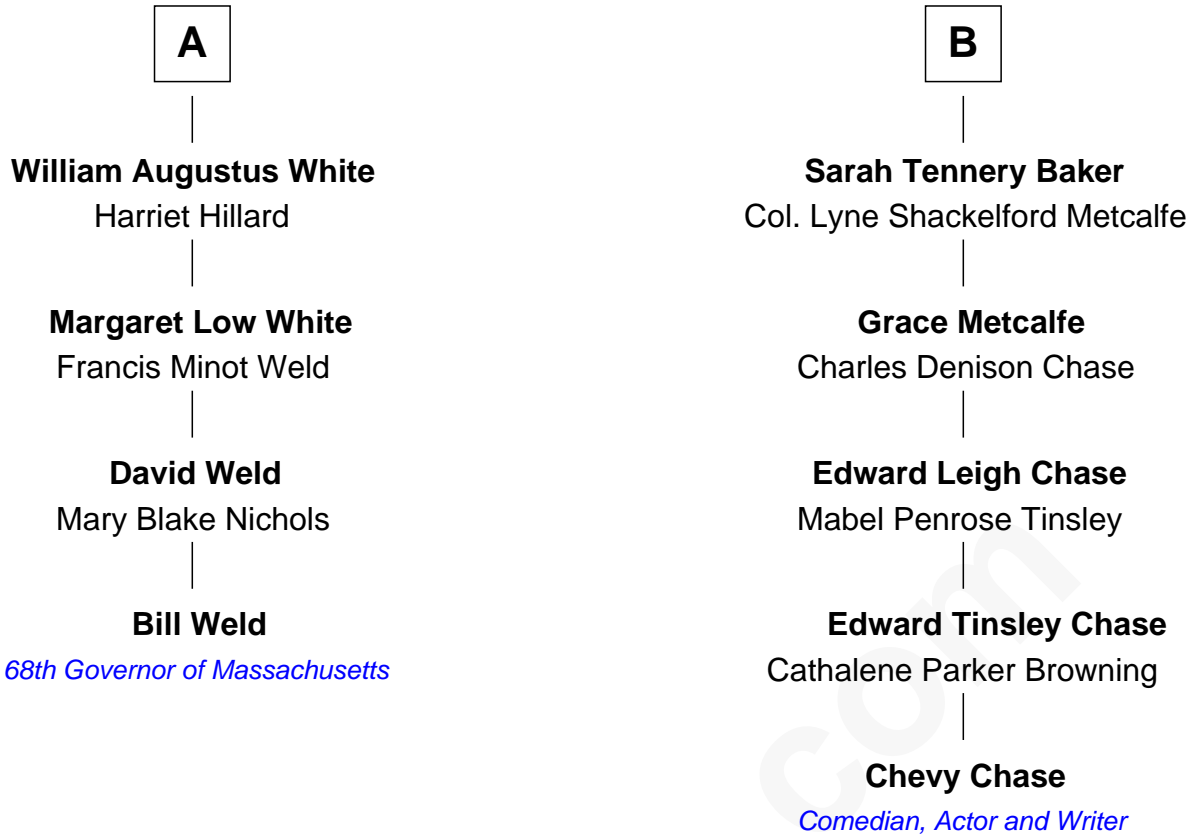 A
William Augustus White
Harriet Hillard
Margaret Low White
Francis Minot Weld
David Weld
Mary Blake Nichols
Bill Weld
68th Governor of Massachusetts
B
Sarah Tennery Baker
Col. Lyne Shackelford Metcalfe
Grace Metcalfe
Charles Denison Chase
Edward Leigh Chase
Mabel Penrose Tinsley
Edward Tinsley Chase
Cathalene Parker Browning
Chevy Chase
Comedian, Actor and Writer
com